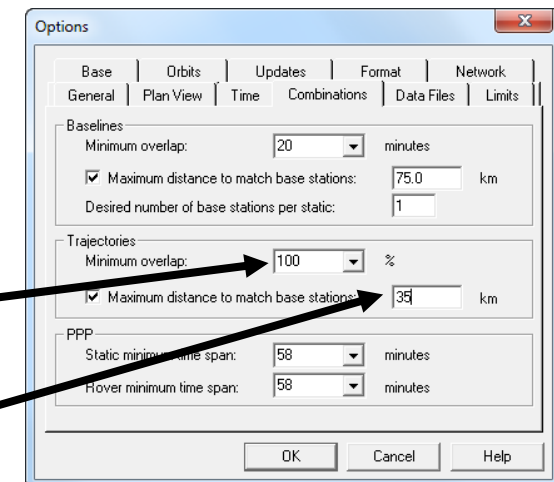 Options
X
Base Orbits Updates Format Network
General Plan View Time Combinations Data Files Limits
Baselines
Minimum overlap: 20 minutes
Maximum distance to match base stations: 75.0 km
Desired number of base stations per static: 1
Trajectories
Minimum overlap: 100 %
Maximum distance to match base stations: 35 km
PPP
Static minimum time span: 58 minutes
Rover minimum time span: 58 minutes
OK Cancel Help